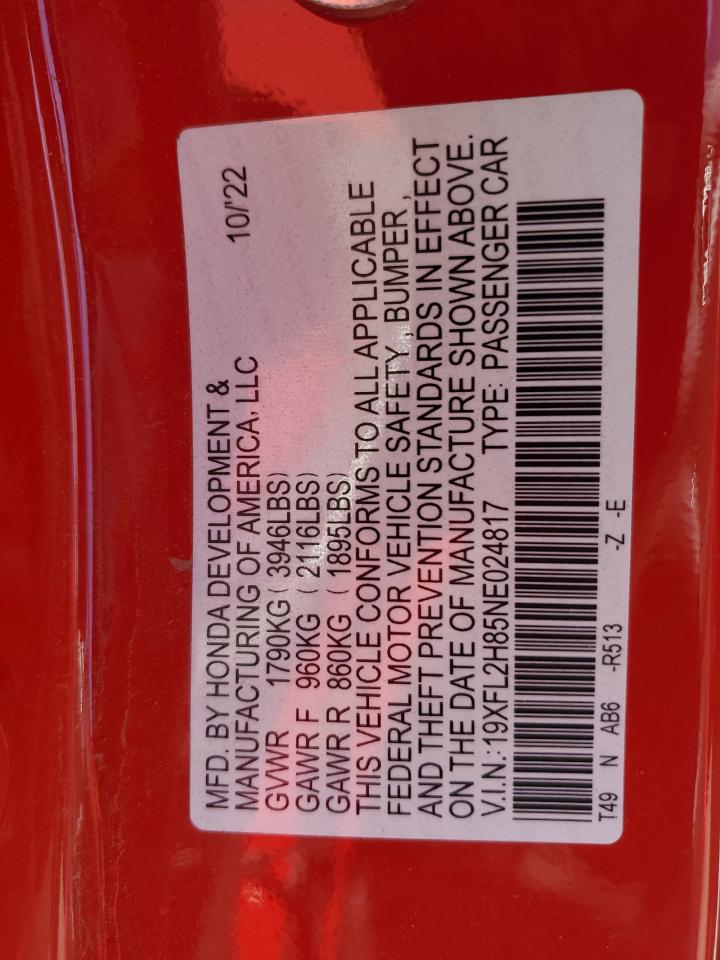 MFD. BY HONDA DEVELOPMENT &
MANUFACTURING OF AMERICA, LLC 10/'22
GVWR 1790KG ( 3946LBS)
GAWR F 960KG ( 2116LBS)
GAWR R 860KG ( 1895LBS)
THIS VEHICLE CONFORMS TO ALL APPLICABLE
FEDERAL MOTOR VEHICLE SAFETY , BUMPER ,
AND THEFT PREVENTION STANDARDS IN EFFECT
ON THE DATE OF MANUFACTURE SHOWN ABOVE.
V.I.N.:19XFL2H85NE024817 TYPE: PASSENGER CAR
T49 N AB6 -R513 -Z -E